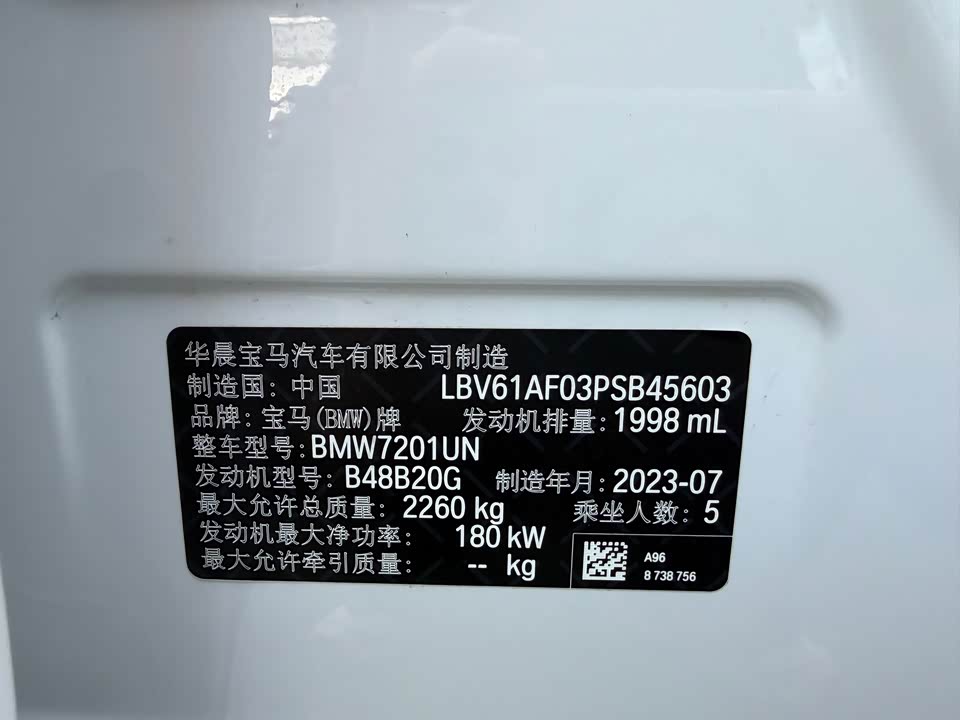 华晨宝马汽车有限公司制造
制造国: 中国 LBV61AF03PSB45603
品牌: 宝马(BMW)牌 发动机排量: 1998 mL
整车型号: BMW7201UN
发动机型号: B48B20G 制造年月: 2023-07
最大允许总质量: 2260 kg 乘坐人数: 5
发动机最大净功率: 180 kW
最大允许牵引质量: -- kg
A96
8 738 756